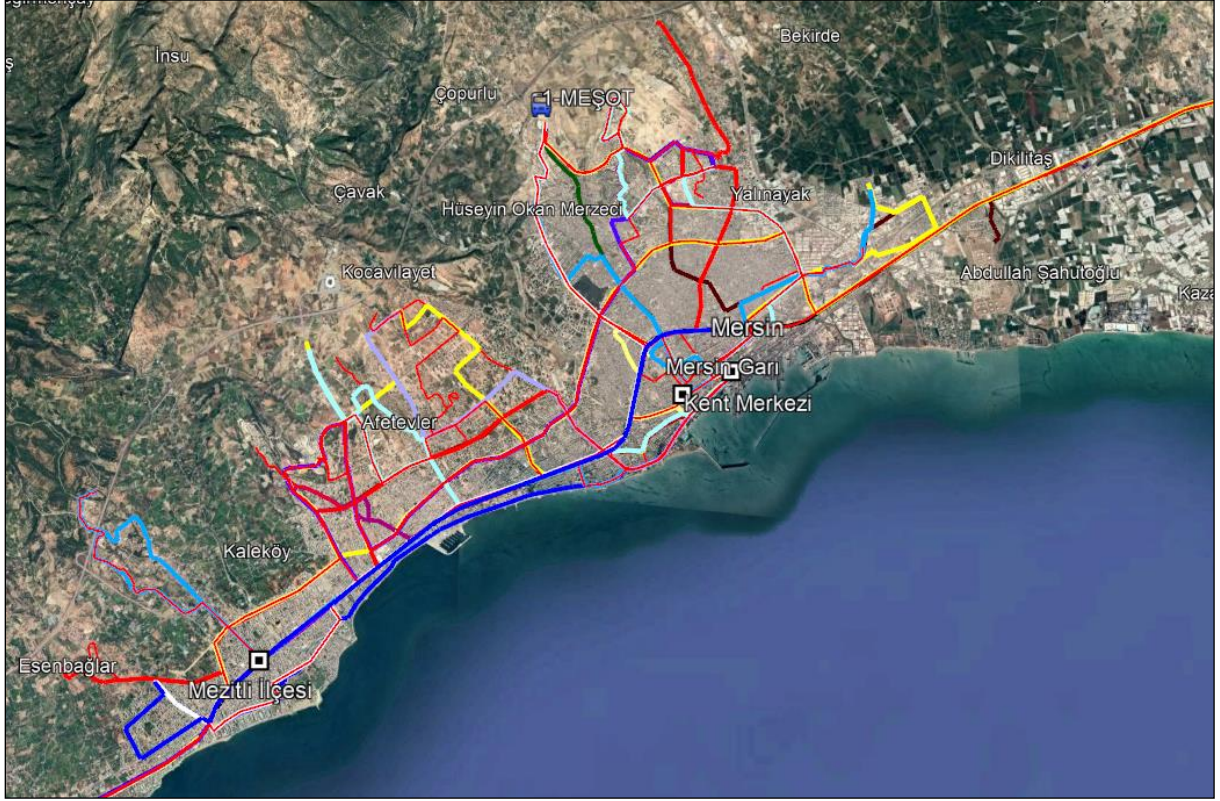 Bekirde
İnsu
Çopurlu
1-MEŞOT
Dikilitaş
Çavak
Yalınayak
Hüseyin Okan Merzeci
Kocavilayet
Abdullah Şahutoğlu
Mersin
Mersin Garı
Kent Merkezi
Afetevler
Kaleköy
Esenbağlar
Mezitli İlçesi